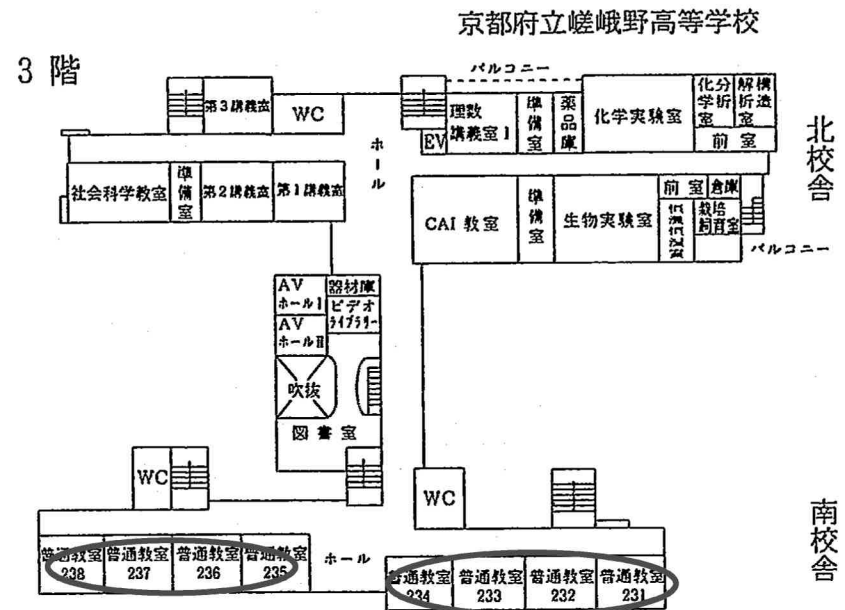 京都府立嵯峨野高等学校
3 階
バルコニー
第3講義室
WC
ホール
EV
理数
講義室 I
準備室
薬品庫
化学実験室
化学分析室
構造解析室
前 室
北校舎
社会科学教室
準備室
第2講義室
第1講義室
CAI 教室
準備室
生物実験室
前 室
倉庫
栽培
飼育室
バルコニー
AV
ホール I
器材庫
ビデオ
ライブラリー
AV
ホール II
吹抜
図 書 室
WC
WC
南校舎
普通教室
238
普通教室
237
普通教室
236
普通教室
235
ホール
普通教室
234
普通教室
233
普通教室
232
普通教室
231